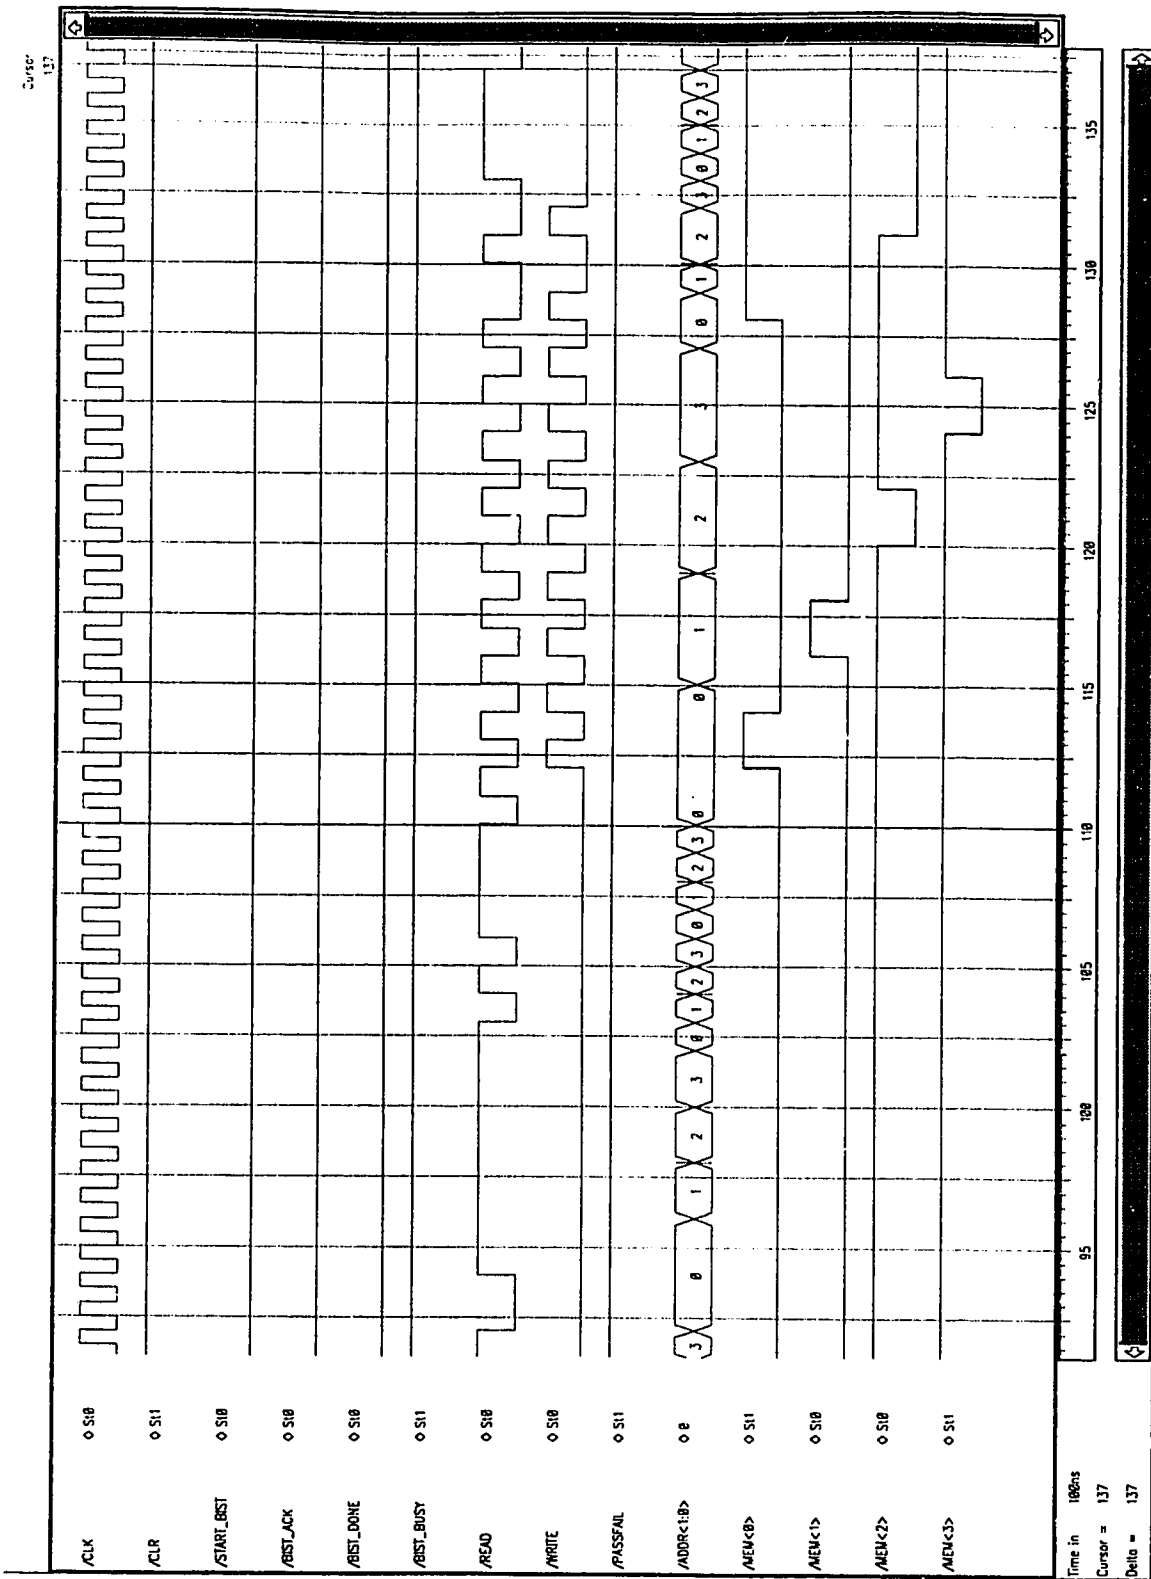 Cursor
137
/CLK St0
/CLR St1
/START_BIST St0
/BIST_ACK St0
/BIST_DONE St0
/BIST_BUSY St1
/READ St0
/WRITE St0
/PASSFAIL St1
/ADDR<1:0> 0
3 0 1 2 3 0 1 2 3 0 1 2 3 0 0 1 2 3 0 1 2 3 0 1 2 3
/MEM<0> St1
/MEM<1> St0
/MEM<2> St0
/MEM<3> St1
95 100 105 110 115 120 125 130 135
Time in 100ns
Cursor = 137
Delta = 137